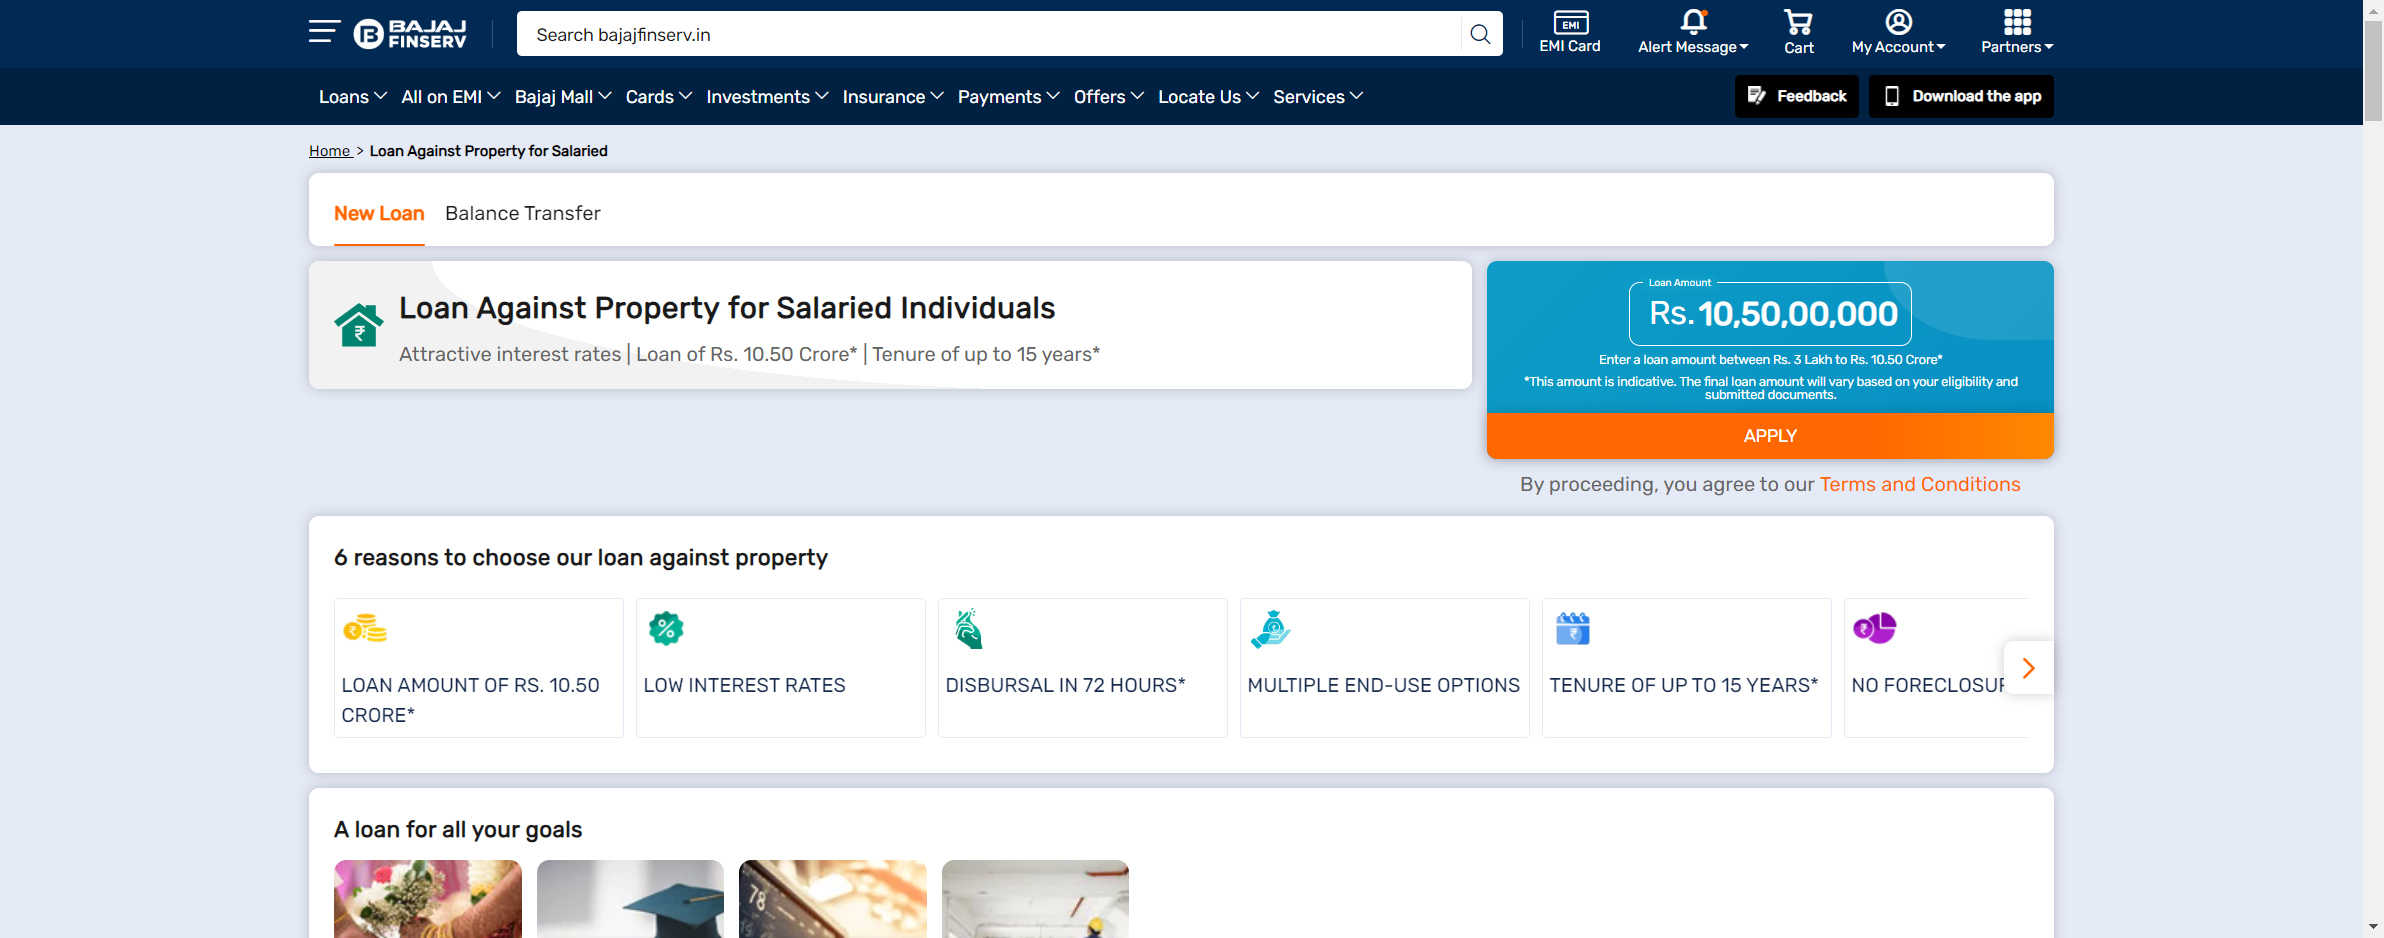 BAJAJ
FINSERV
Search bajajfinserv.in
EMI
EMI Card
Alert Message
Cart
My Account
Partners
Loans
All on EMI
Bajaj Mall
Cards
Investments
Insurance
Payments
Offers
Locate Us
Services
Feedback
Download the app
Home > Loan Against Property for Salaried
New Loan
Balance Transfer
Loan Against Property for Salaried Individuals
Attractive interest rates | Loan of Rs. 10.50 Crore* | Tenure of up to 15 years*
Loan Amount
Rs. 10,50,00,000
Enter a loan amount between Rs. 3 Lakh to Rs. 10.50 Crore*
*This amount is indicative. The final loan amount will vary based on your eligibility and
submitted documents.
APPLY
By proceeding, you agree to our Terms and Conditions
6 reasons to choose our loan against property
LOAN AMOUNT OF RS. 10.50
CRORE*
LOW INTEREST RATES
DISBURSAL IN 72 HOURS*
MULTIPLE END-USE OPTIONS
TENURE OF UP TO 15 YEARS*
NO
A loan for all your goals
78